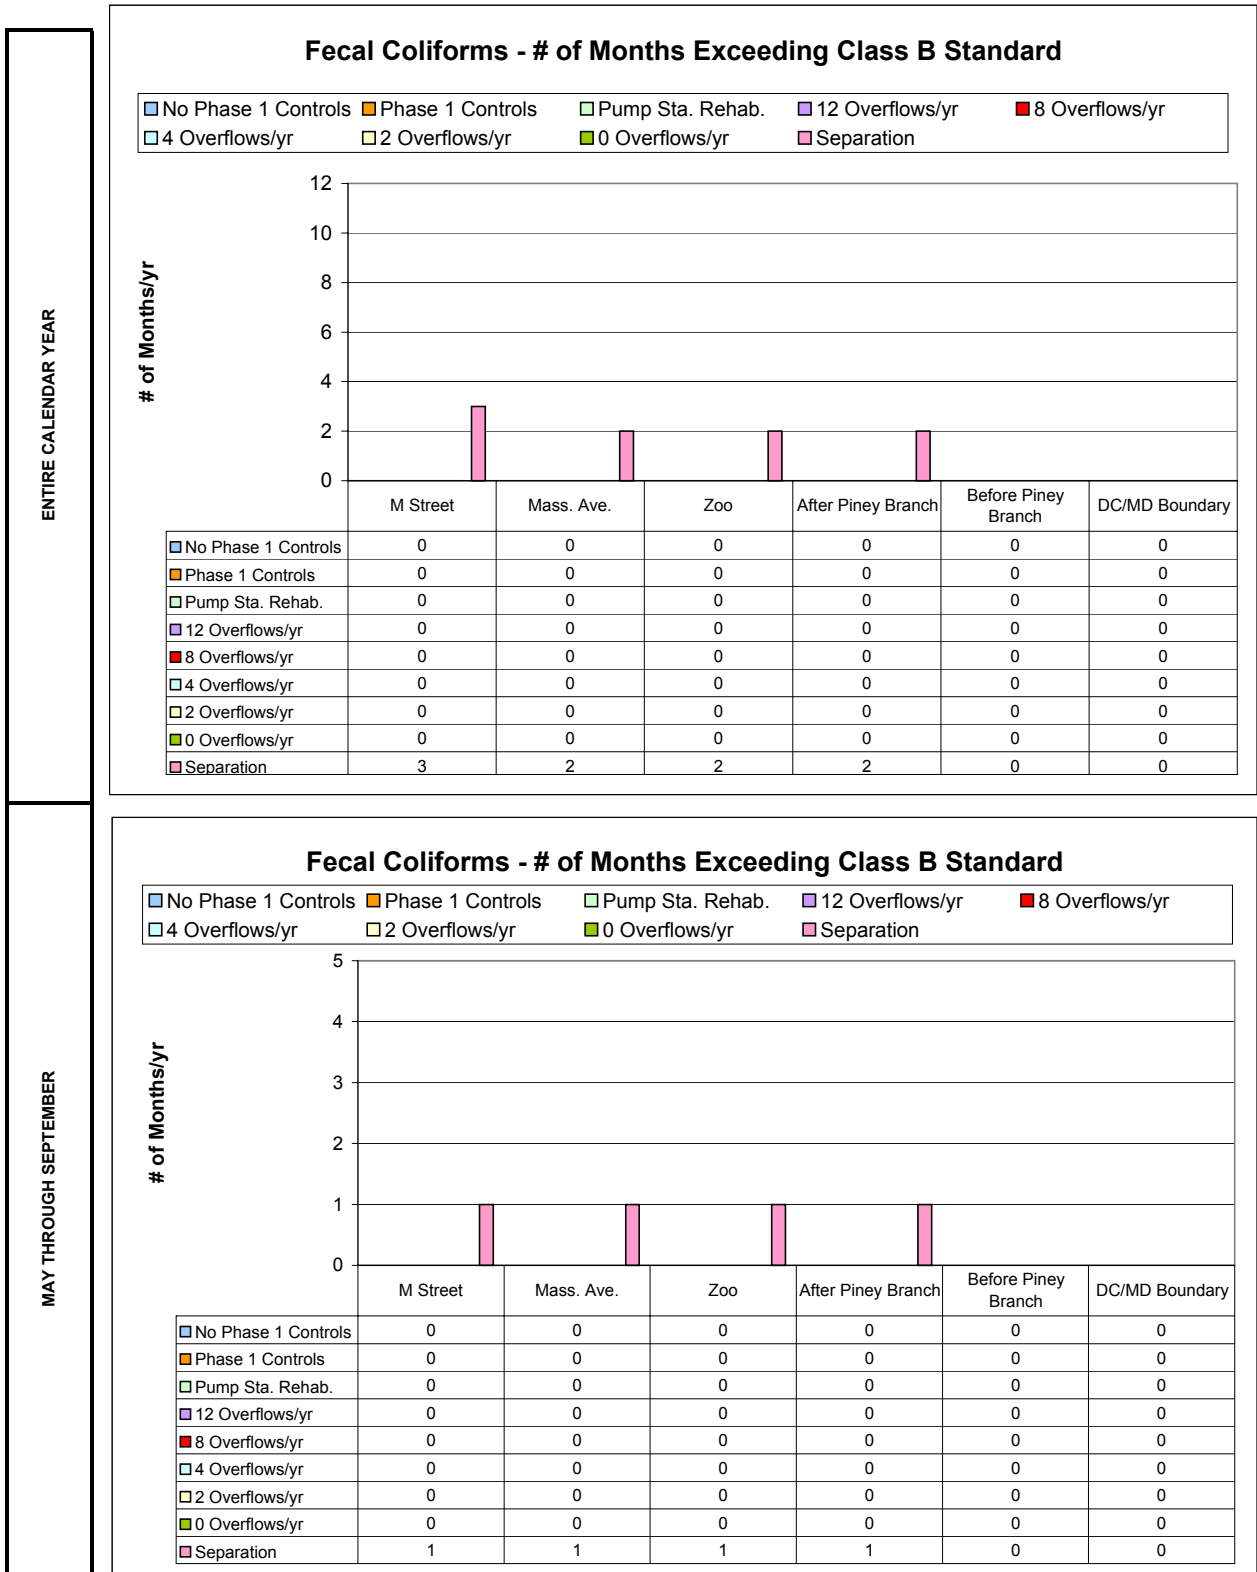 ENTIRE CALENDAR YEAR
Fecal Coliforms - # of Months Exceeding Class B Standard
No Phase 1 Controls Phase 1 Controls Pump Sta. Rehab. 12 Overflows/yr 8 Overflows/yr
4 Overflows/yr 2 Overflows/yr 0 Overflows/yr Separation
# of Months/yr
12
10
8
6
4
2
0
M Street Mass. Ave. Zoo After Piney Branch Before Piney Branch DC/MD Boundary
No Phase 1 Controls 0 0 0 0 0 0
Phase 1 Controls 0 0 0 0 0 0
Pump Sta. Rehab. 0 0 0 0 0 0
12 Overflows/yr 0 0 0 0 0 0
8 Overflows/yr 0 0 0 0 0 0
4 Overflows/yr 0 0 0 0 0 0
2 Overflows/yr 0 0 0 0 0 0
0 Overflows/yr 0 0 0 0 0 0
Separation 3 2 2 2 0 0
MAY THROUGH SEPTEMBER
Fecal Coliforms - # of Months Exceeding Class B Standard
No Phase 1 Controls Phase 1 Controls Pump Sta. Rehab. 12 Overflows/yr 8 Overflows/yr
4 Overflows/yr 2 Overflows/yr 0 Overflows/yr Separation
# of Months/yr
5
4
3
2
1
0
M Street Mass. Ave. Zoo After Piney Branch Before Piney Branch DC/MD Boundary
No Phase 1 Controls 0 0 0 0 0 0
Phase 1 Controls 0 0 0 0 0 0
Pump Sta. Rehab. 0 0 0 0 0 0
12 Overflows/yr 0 0 0 0 0 0
8 Overflows/yr 0 0 0 0 0 0
4 Overflows/yr 0 0 0 0 0 0
2 Overflows/yr 0 0 0 0 0 0
0 Overflows/yr 0 0 0 0 0 0
Separation 1 1 1 1 0 0